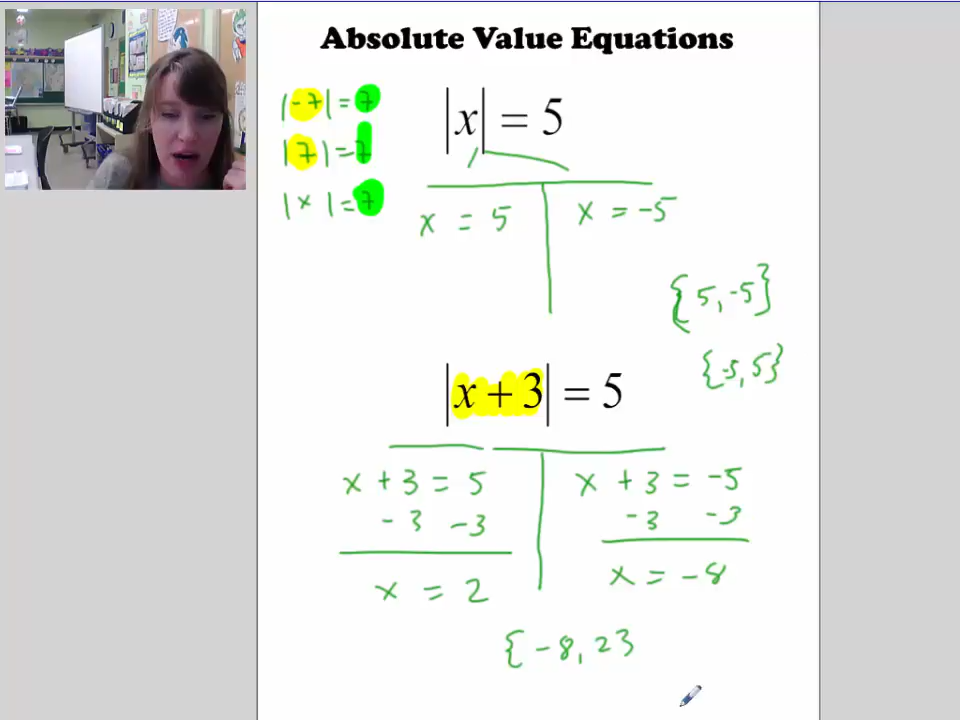 Absolute Value Equations
|-7| = 7
|7| = 7
|x| = 7
|x| = 5
x = 5
x = -5
{5, -5}
{-5, 5}
|x + 3| = 5
x + 3 = 5
- 3 -3
x = 2
x + 3 = -5
-3 -3
x = -8
{-8, 2}